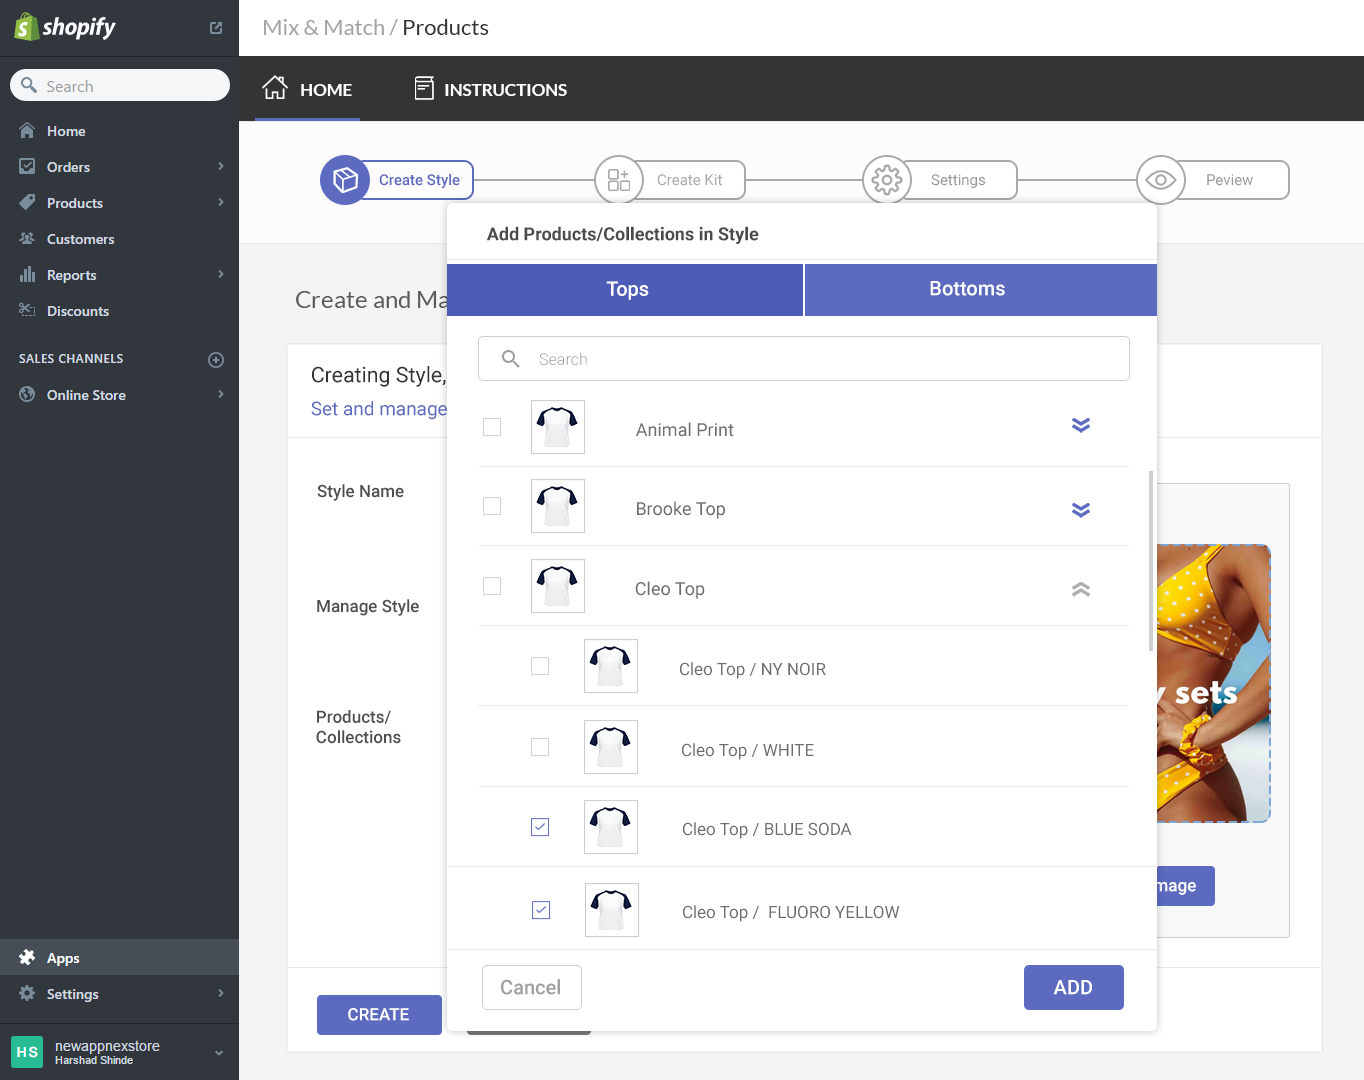 shopify
Mix & Match / Products
Search
HOME
INSTRUCTIONS
Home
Orders
Products
Customers
Reports
Discounts
SALES CHANNELS
Online Store
Apps
Settings
HS
newappnexstore
Harshad Shinde
Create Style
Create Kit
Settings
Peview
Create and Ma
Creating Style,
Set and manage
Style Name
Manage Style
Products/
Collections
CREATE
Add Products/Collections in Style
Tops
Bottoms
Search
Animal Print
Brooke Top
Cleo Top
Cleo Top / NY NOIR
Cleo Top / WHITE
Cleo Top / BLUE SODA
Cleo Top /  FLUORO YELLOW
Cancel
ADD
y sets
mage